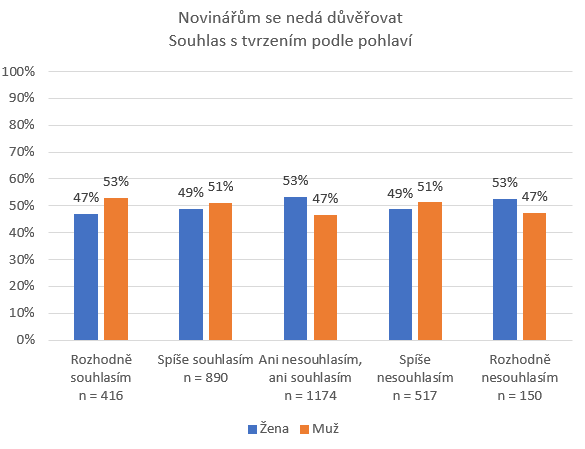 Novinářům se nedá důvěřovat
Souhlas s tvrzením podle pohlaví
100%
90%
80%
70%
60%
50%
40%
30%
20%
10%
0%
47%
53%
49%
51%
53%
47%
49%
51%
53%
47%
Rozhodně
souhlasím
n = 416
Spíše souhlasím
n = 890
Ani nesouhlasím,
ani souhlasím
n = 1174
Spíše
nesouhlasím
n = 517
Rozhodně
nesouhlasím
n = 150
Žena
Muž